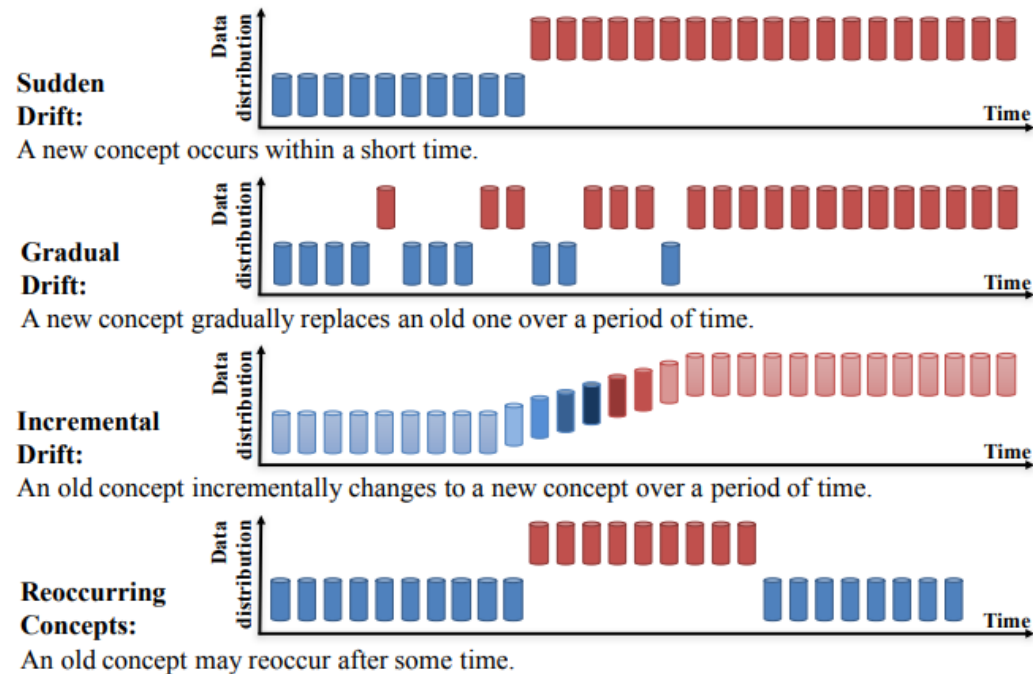 Data
distribution
Sudden
Drift:
Time
A new concept occurs within a short time.
Data
distribution
Gradual
Drift:
Time
A new concept gradually replaces an old one over a period of time.
Data
distribution
Incremental
Drift:
Time
An old concept incrementally changes to a new concept over a period of time.
Data
distribution
Reoccurring
Concepts:
Time
An old concept may reoccur after some time.